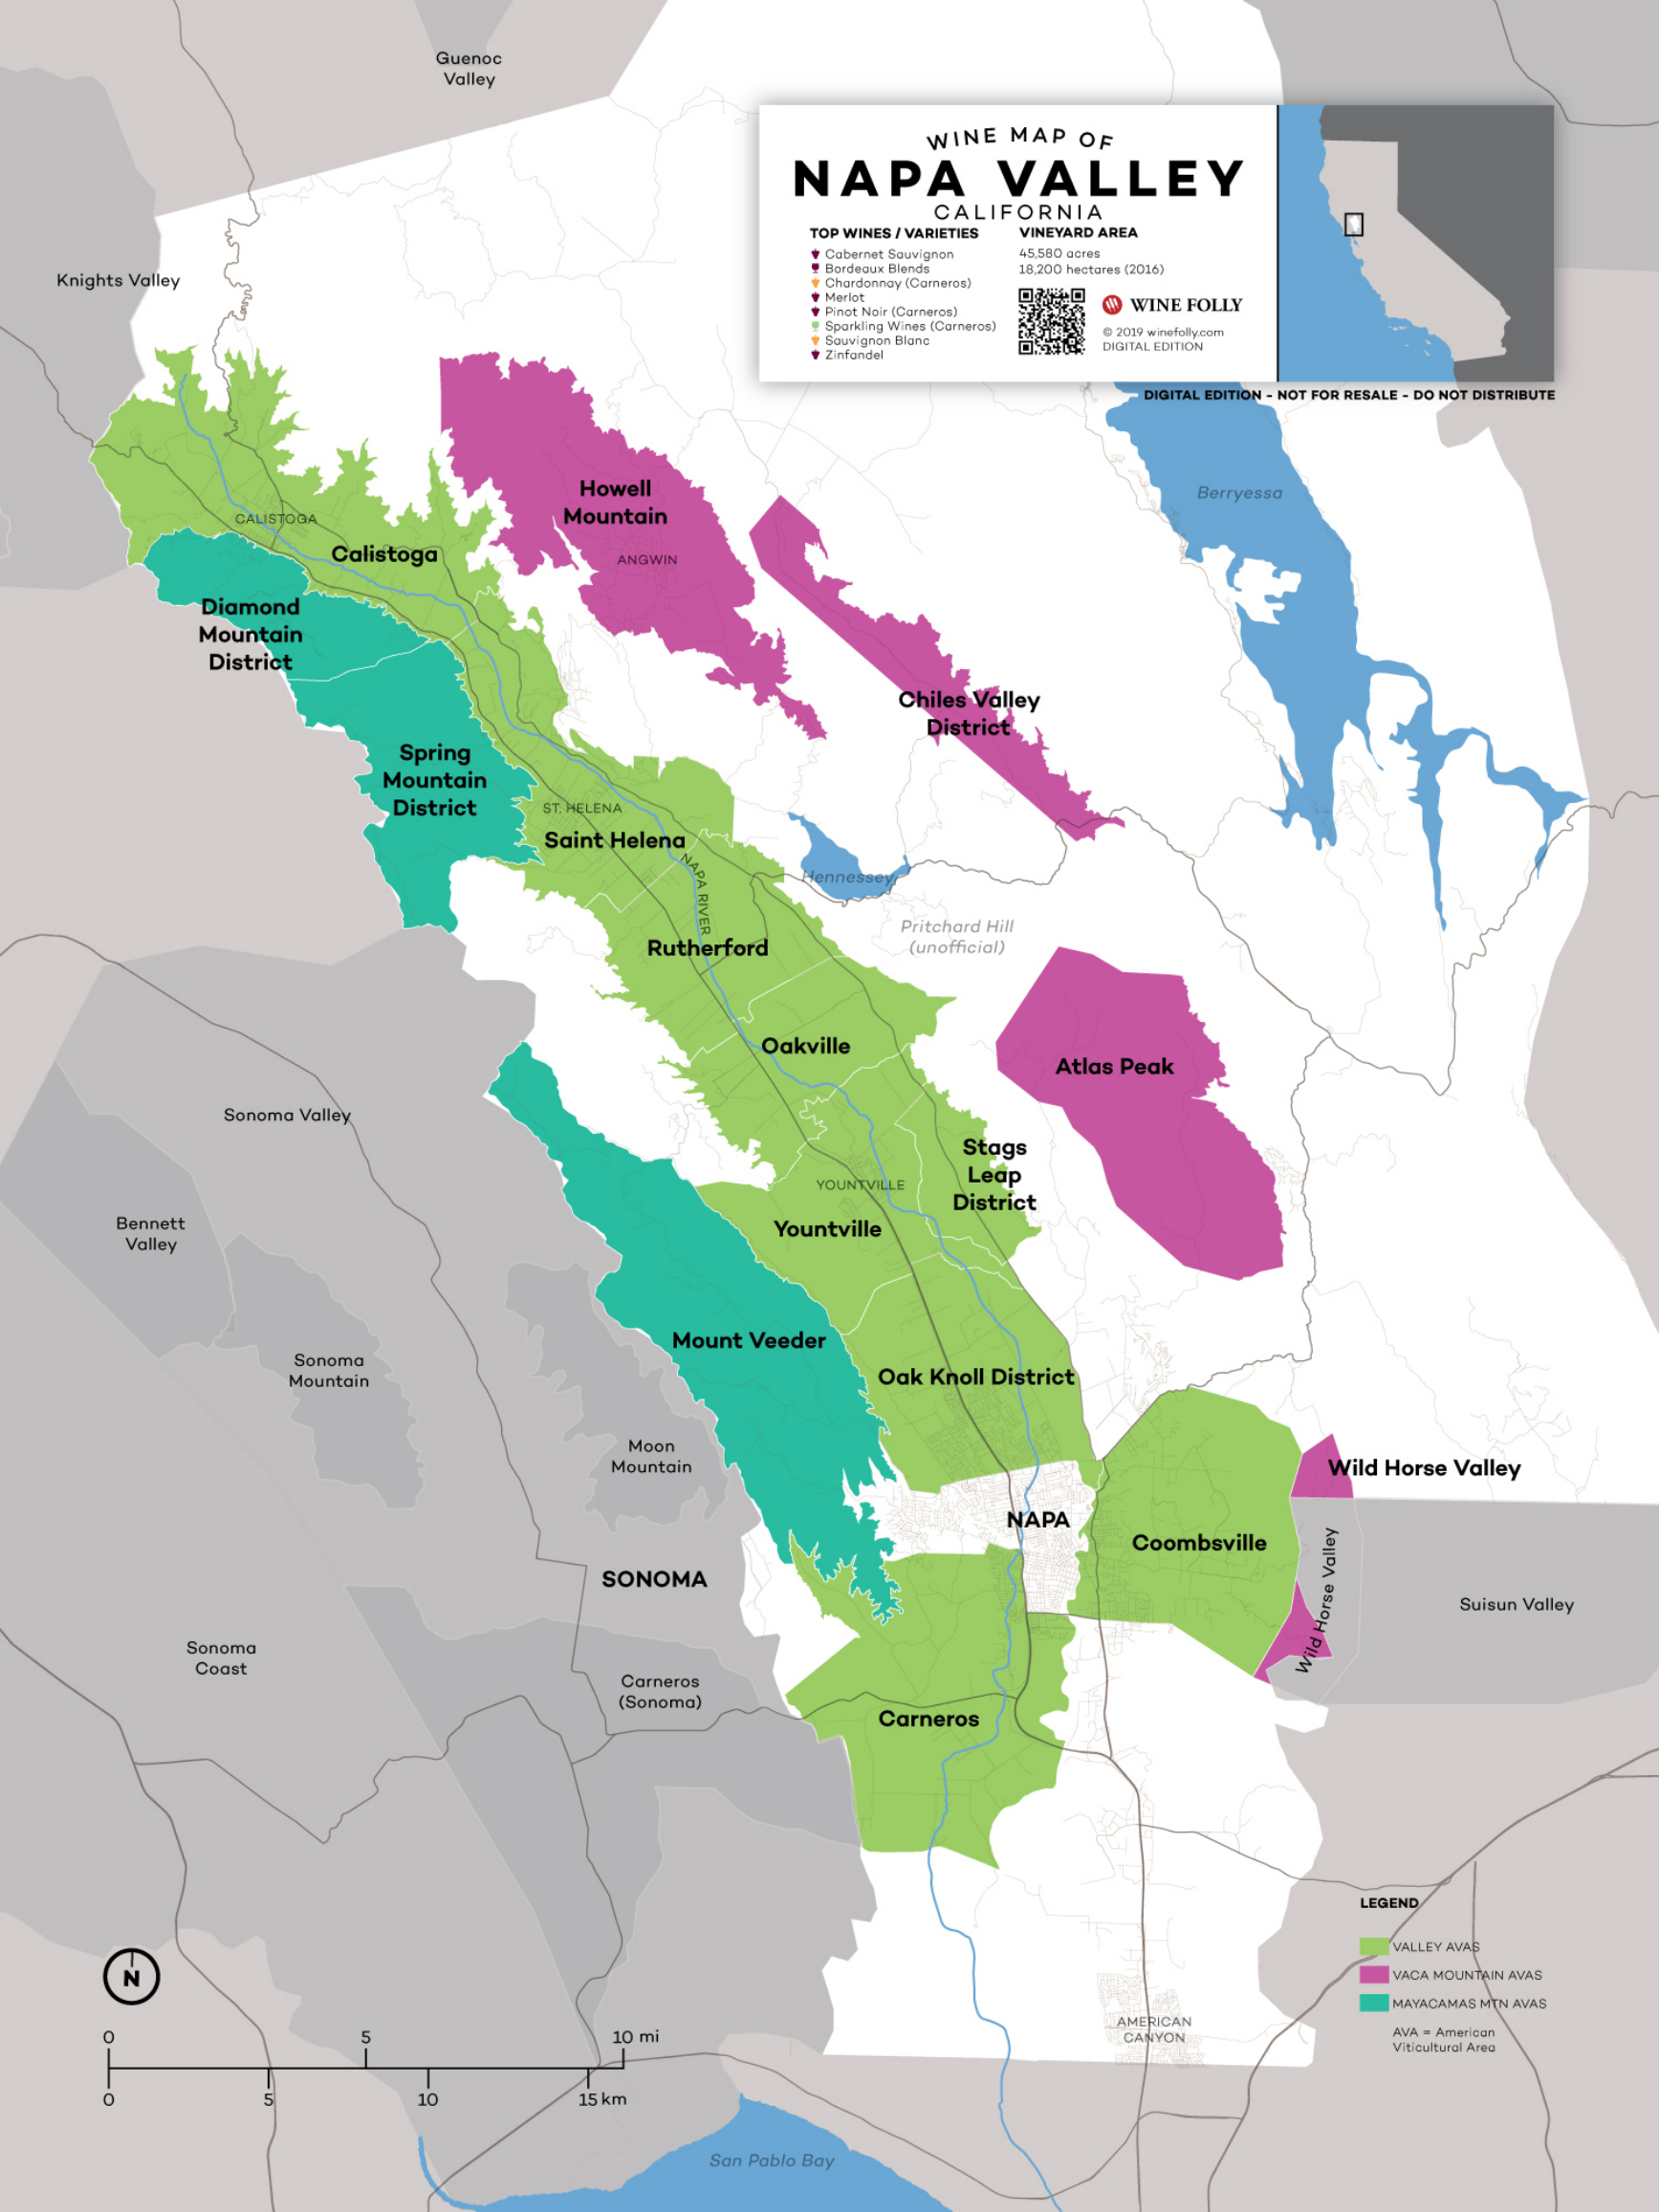 Guenoc
Valley
WINE MAP OF
NAPA VALLEY
CALIFORNIA
TOP WINES / VARIETIES
Cabernet Sauvignon
Bordeaux Blends
Chardonnay (Carneros)
Merlot
Pinot Noir (Carneros)
Sparkling Wines (Carneros)
Sauvignon Blanc
Zinfandel
VINEYARD AREA
45,580 acres
18,200 hectares (2016)
WINE FOLLY
© 2019 winefolly.com
DIGITAL EDITION
DIGITAL EDITION - NOT FOR RESALE - DO NOT DISTRIBUTE
Knights Valley
Berryessa
Howell
Mountain
ANGWIN
CALISTOGA
Calistoga
Diamond
Mountain
District
Chiles Valley
District
Spring
Mountain
District
ST. HELENA
Saint Helena
NAPA RIVER
Hennessey
Pritchard Hill
(unofficial)
Rutherford
Oakville
Atlas Peak
Sonoma Valley
Stags
Leap
District
YOUNTVILLE
Yountville
Bennett
Valley
Mount Veeder
Sonoma
Mountain
Oak Knoll District
Moon
Mountain
Wild Horse Valley
NAPA
Coombsville
Wild Horse Valley
SONOMA
Suisun Valley
Sonoma
Coast
Carneros
(Sonoma)
Carneros
LEGEND
VALLEY AVAS
VACA MOUNTAIN AVAS
MAYACAMAS MTN AVAS
AVA = American
Viticultural Area
N
AMERICAN
CANYON
0 5 10 mi
0 5 10 15 km
San Pablo Bay